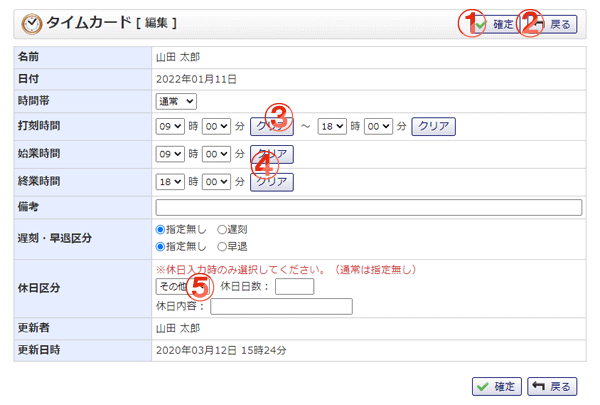 タイムカード [ 編集 ]
① 確定 ② 戻る
名前 山田 太郎
日付 2022年01月11日
時間帯 通常
打刻時間 09 時 00 分 クリア ③ ～ 18 時 00 分 クリア
始業時間 09 時 00 分 クリア
④
終業時間 18 時 00 分 クリア
備考
遅刻・早退区分 指定無し 遅刻
指定無し 早退
休日区分 ※休日入力時のみ選択してください。（通常は指定無し）
その他 ⑤ 休日日数：
休日内容：
更新者 山田 太郎
更新日時 2020年03月12日 15時24分
確定 戻る